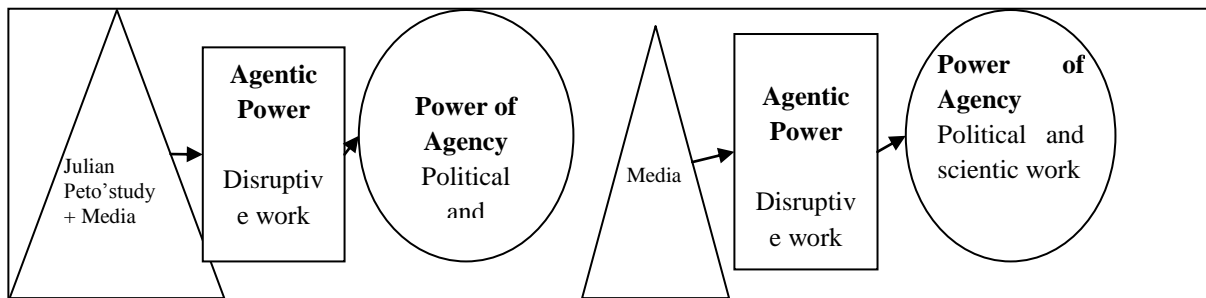 Julian
Peto'study
+ Media
Agentic
Power
Disruptiv
e work
Power of
Agency
Political
and
Media
Agentic
Power
Disruptiv
e work
Power of
Agency
Political and
scientic work